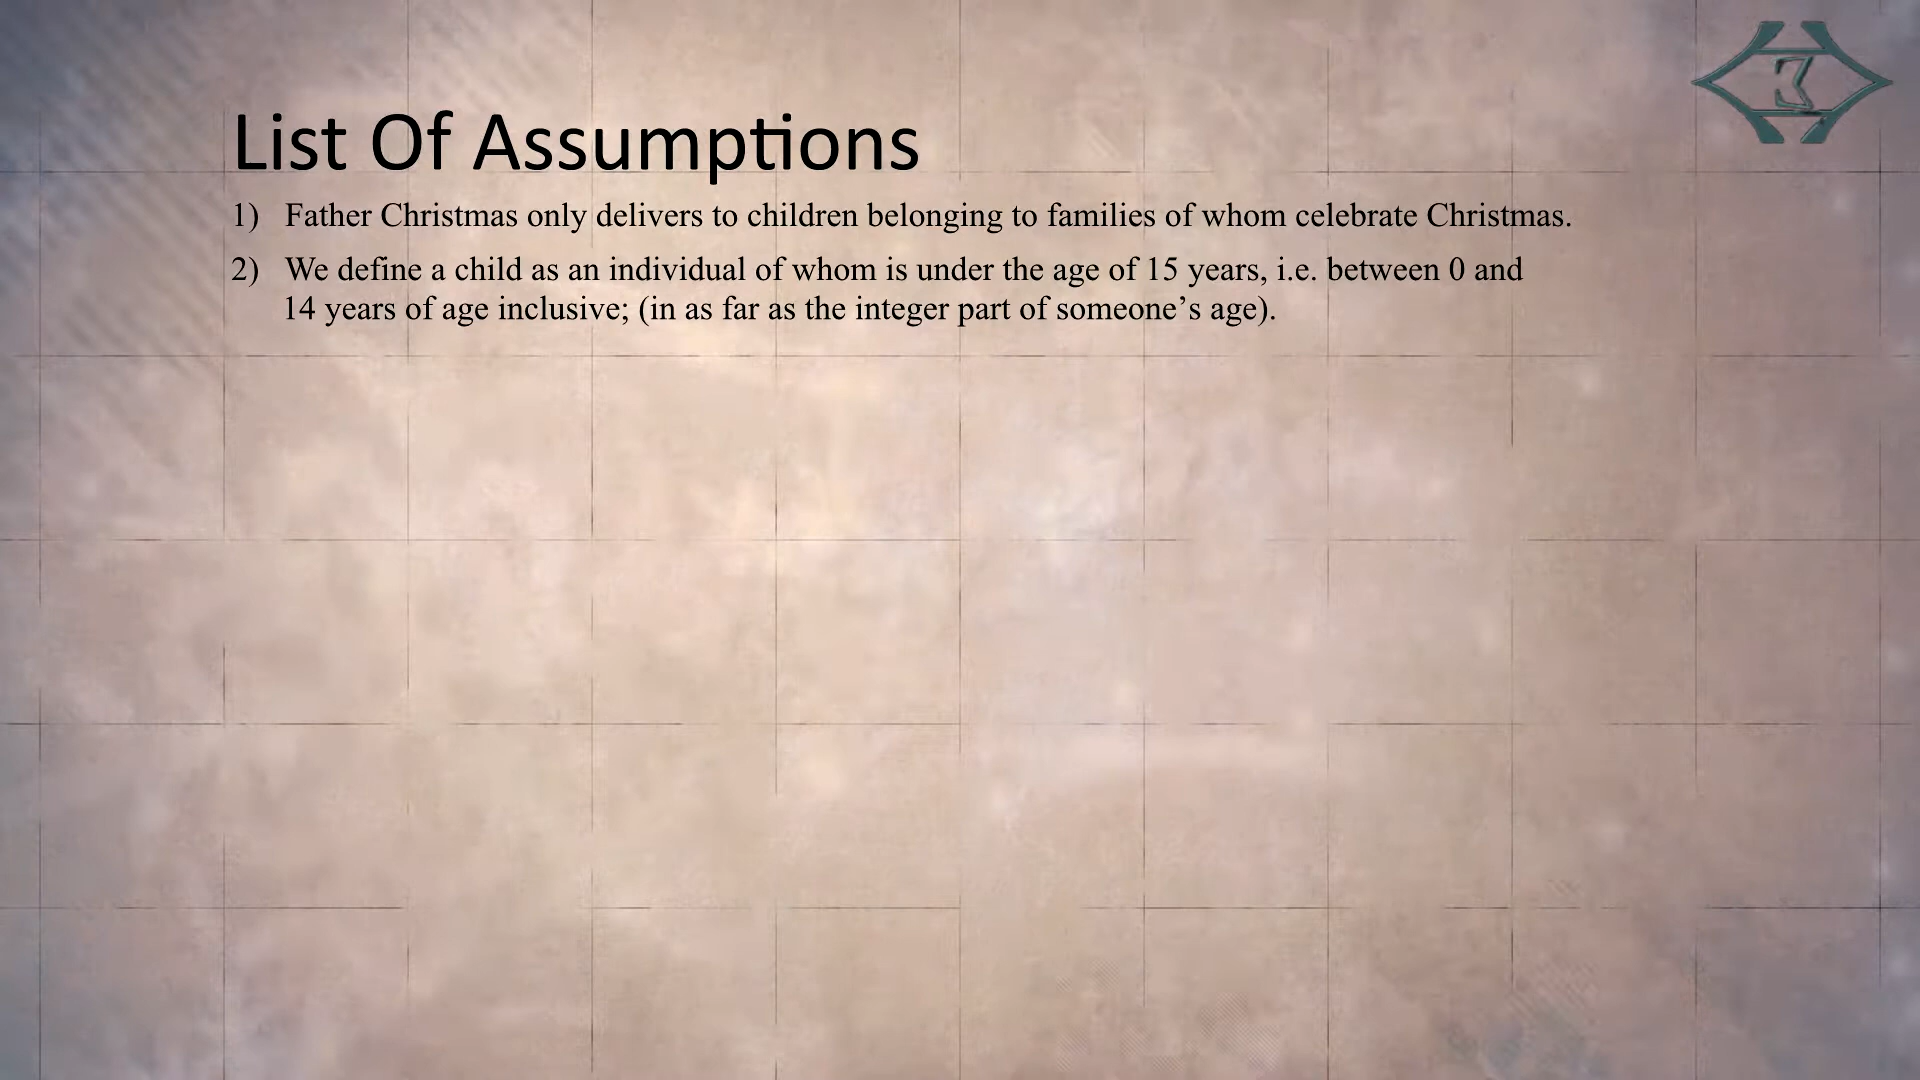 List Of Assumptions
1) Father Christmas only delivers to children belonging to families of whom celebrate Christmas.
2) We define a child as an individual of whom is under the age of 15 years, i.e. between 0 and
14 years of age inclusive; (in as far as the integer part of someone’s age).